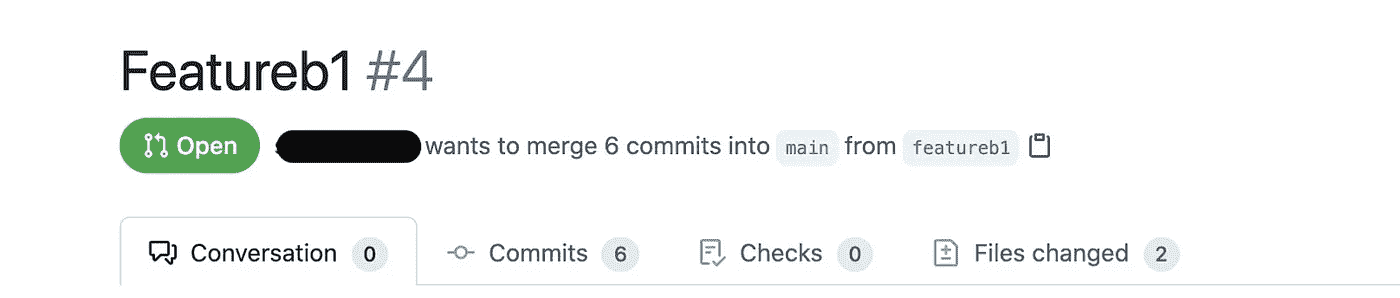 Featureb1 #4
Open wants to merge 6 commits into main from featureb1
Conversation 0 Commits 6 Checks 0 Files changed 2